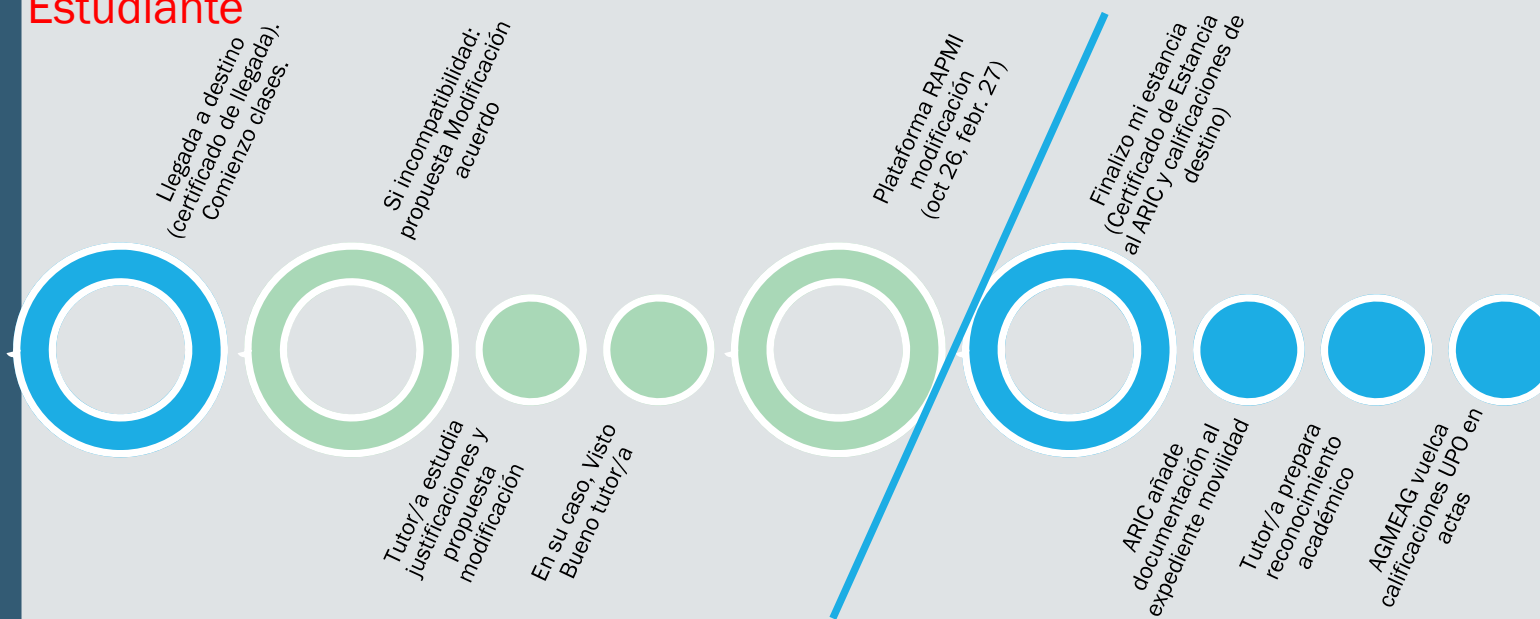 Estudiante
Llegada a destino
(certificado de llegada).
Comienzo clases.
Si incompatibilidad:
propuesta Modificación
acuerdo
Tutor/a estudia
justificaciones y
propuesta
modificación
En su caso, Visto
Bueno tutor/a
Plataforma RAPMI
modificación
(oct 26, febr. 27)
Finalizo mi estancia
(Certificado de Estancia
al ARIC y calificaciones de
destino)
ARIC añade
documentación al
expediente movilidad
Tutor/a prepara
reconocimiento
académico
AGMEAG vuelca
calificaciones UPO en
actas